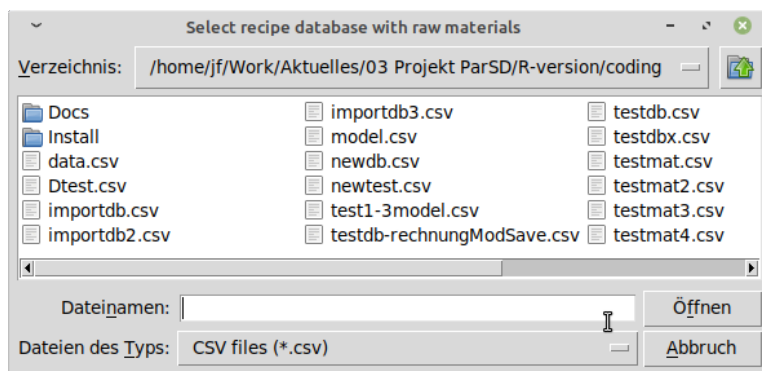 Select recipe database with raw materials
Verzeichnis: /home/jf/Work/Aktuelles/03 Projekt ParSD/R-version/coding
Docs
Install
data.csv
Dtest.csv
importdb.csv
importdb2.csv
importdb3.csv
model.csv
newdb.csv
newtest.csv
test1-3model.csv
testdb-rechnungModSave.csv
testdb.csv
testdbx.csv
testmat.csv
testmat2.csv
testmat3.csv
testmat4.csv
Dateinamen:
Öffnen
Dateien des Typs: CSV files (*.csv)
Abbruch